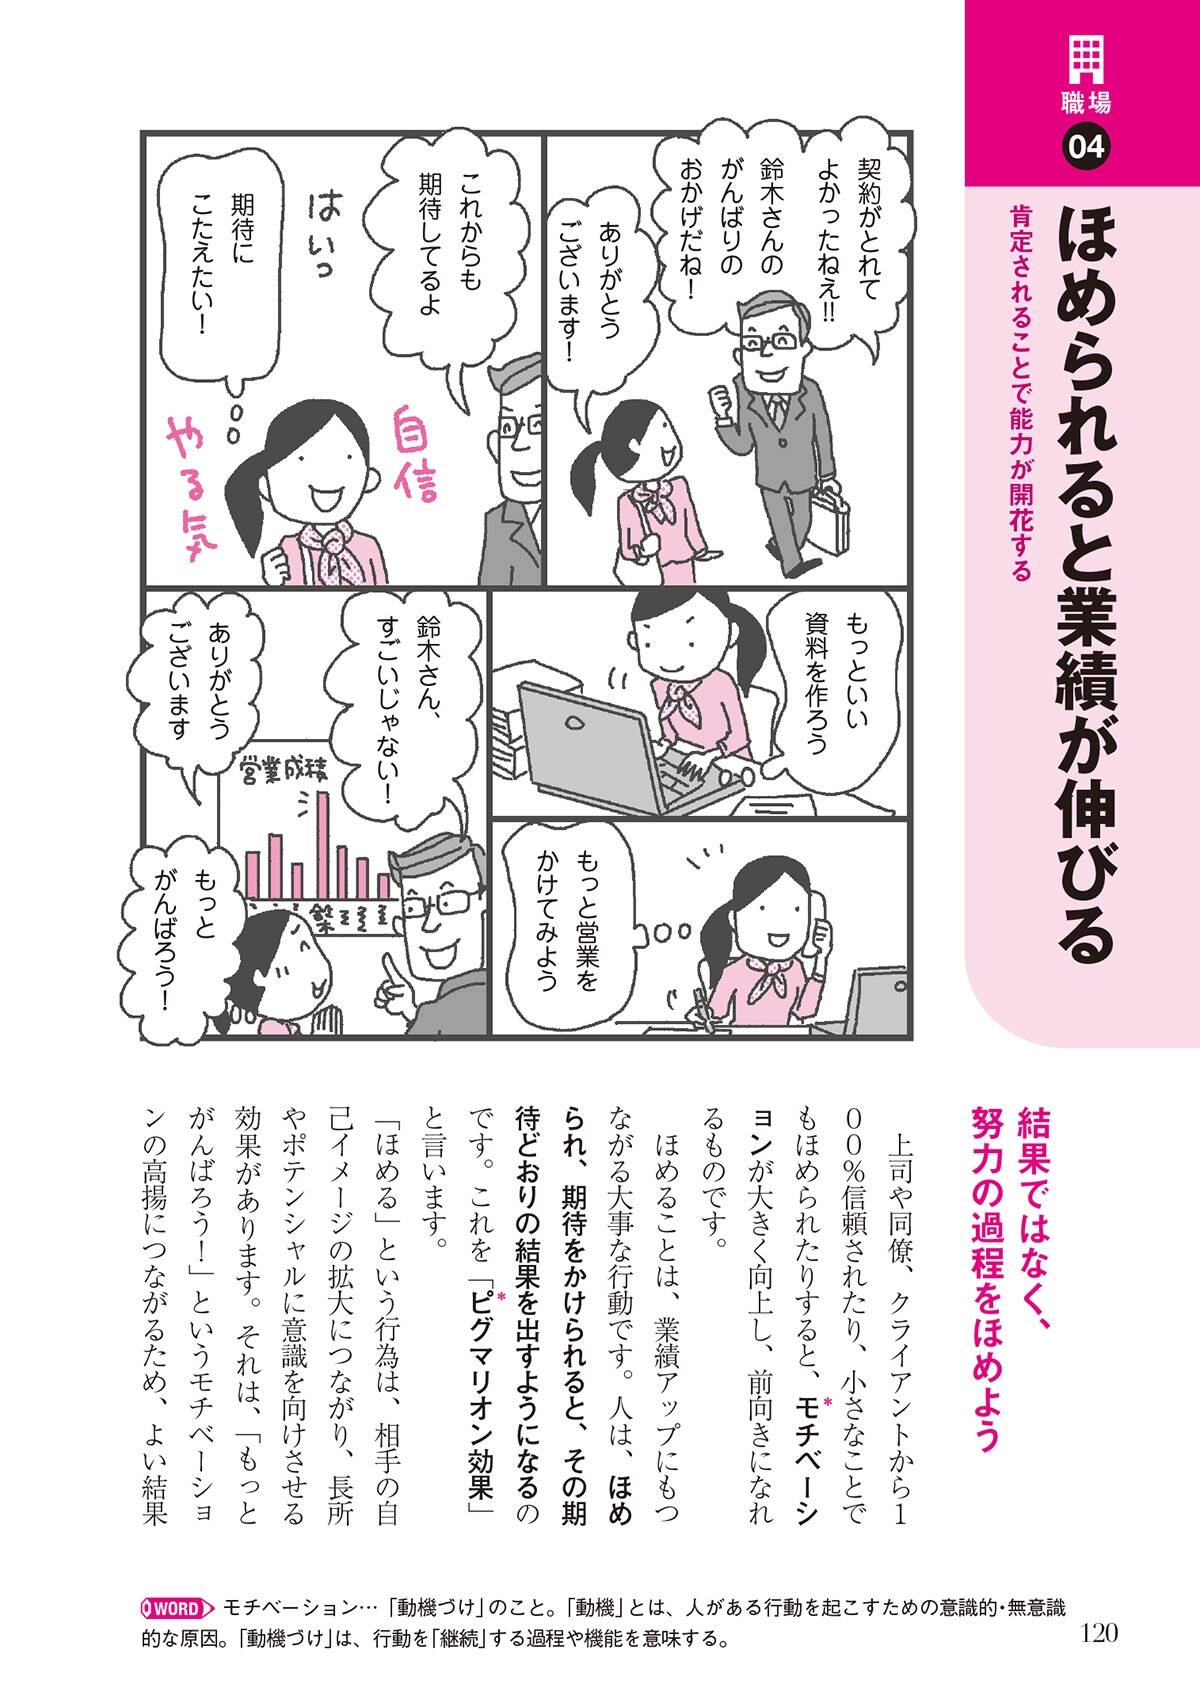 職場
04
ほめられると業績が伸びる
肯定されることで能力が開花する
契約がとれて
よかったねえ!!
鈴木さんの
がんばりの
おかげだね！
ありがとう
ございます！
これからも
期待してるよ
はいっ
期待に
こたえたい！
自信
やる気
もっといい
資料を作ろう
もっと営業を
かけてみよう
鈴木さん、
すごいじゃない！
ありがとう
ございます
営業成積
もっと
がんばろう！
結果ではなく、
努力の過程をほめよう
上司や同僚、クライアントから1
00％信頼されたり、小さなことで
もほめられたりすると、モチベーシ
ョンが大きく向上し、前向きになれ
るものです。
ほめることは、業績アップにもつ
ながる大事な行動です。人は、ほめ
られ、期待をかけられると、その期
待どおりの結果を出すようになるの
です。これを「ピグマリオン効果」
と言います。
「ほめる」という行為は、相手の自
己イメージの拡大につながり、長所
やポテンシャルに意識を向けさせる
効果があります。それは、「もっと
がんばろう！」というモチベーショ
ンの高揚につながるため、よい結果
WORD モチベーション…「動機づけ」のこと。「動機」とは、人がある行動を起こすための意識的・無意識
的な原因。「動機づけ」は、行動を「継続」する過程や機能を意味する。
120